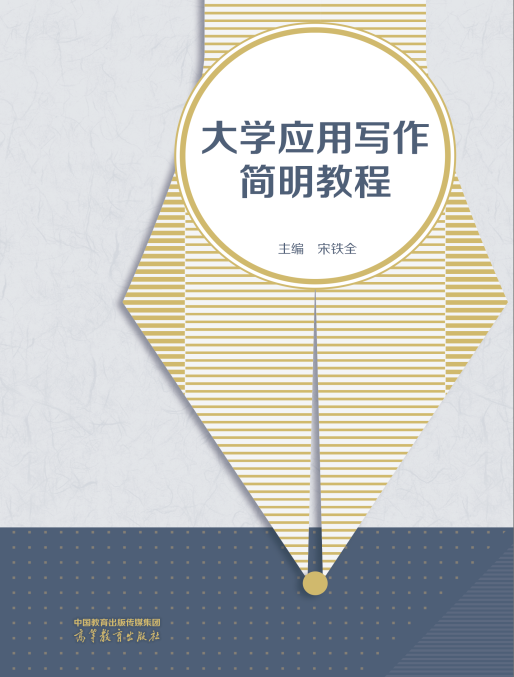 大学应用写作
简明教程
主编 宋铁全
中国教育出版传媒集团
高等教育出版社